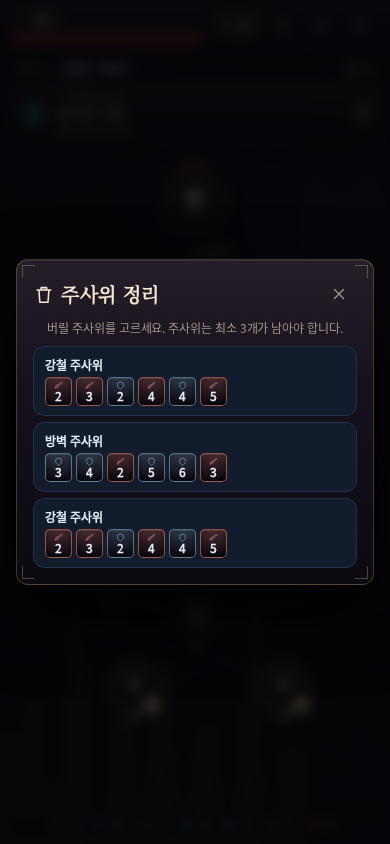 주사위 정리
버릴 주사위를 고르세요. 주사위는 최소 3개가 남아야 합니다.
강철 주사위
2 3 2 4 4 5
방벽 주사위
3 4 2 5 6 3
강철 주사위
2 3 2 4 4 5